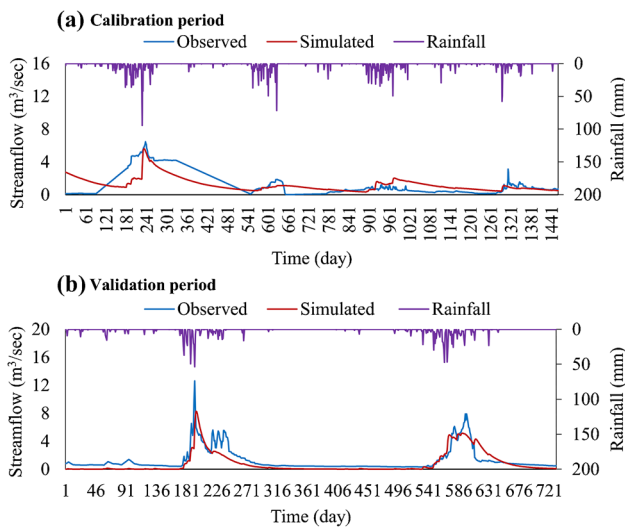 (a) Calibration period
Observed Simulated Rainfall
16 0
12 50
8 100
4 150
0 200
Streamflow (m³/sec)
Rainfall (mm)
1 61 121 181 241 301 361 421 481 541 601 661 721 781 841 901 961 1021 1081 1141 1201 1261 1321 1381 1441
Time (day)
(b) Validation period
Observed Simulated Rainfall
20 0
16 50
12 100
8 150
4 200
0
Streamflow (m³/sec)
Rainfall (mm)
1 46 91 136 181 226 271 316 361 406 451 496 541 586 631 676 721
Time (day)